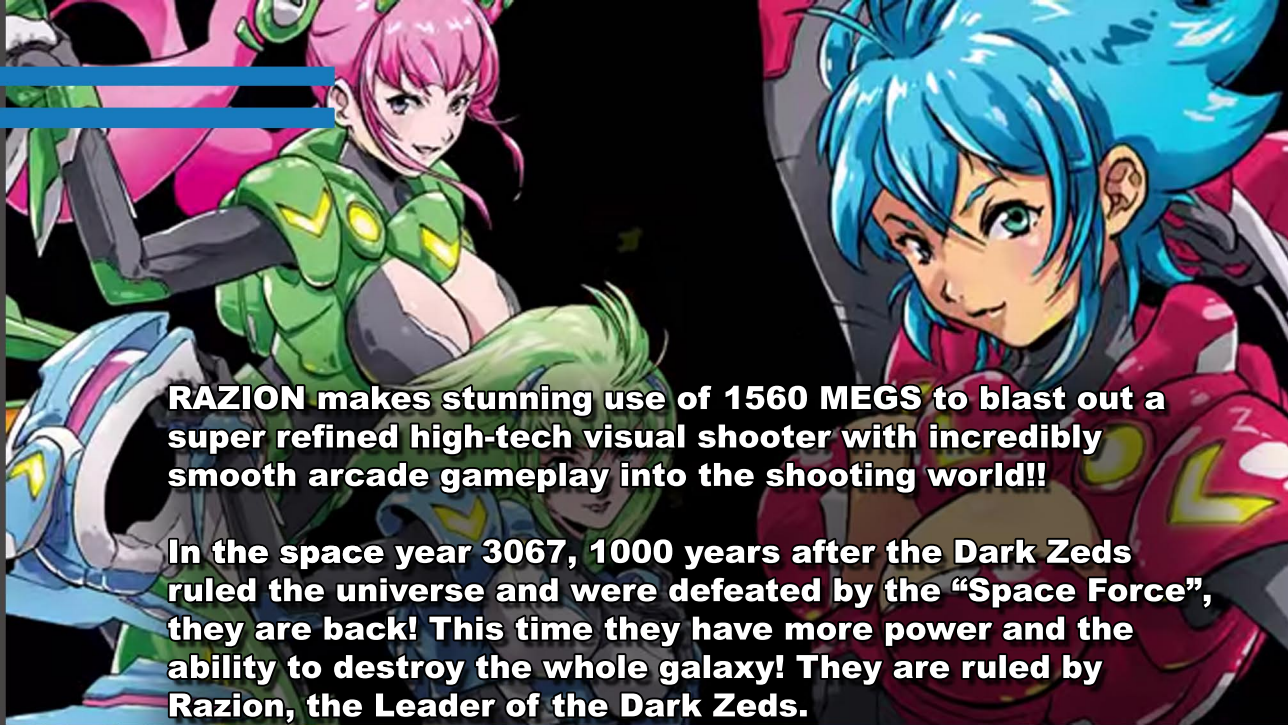 RAZION makes stunning use of 1560 MEGS to blast out a
super refined high-tech visual shooter with incredibly
smooth arcade gameplay into the shooting world!!
In the space year 3067, 1000 years after the Dark Zeds
ruled the universe and were defeated by the “Space Force”,
they are back! This time they have more power and the
ability to destroy the whole galaxy! They are ruled by
Razion, the Leader of the Dark Zeds.